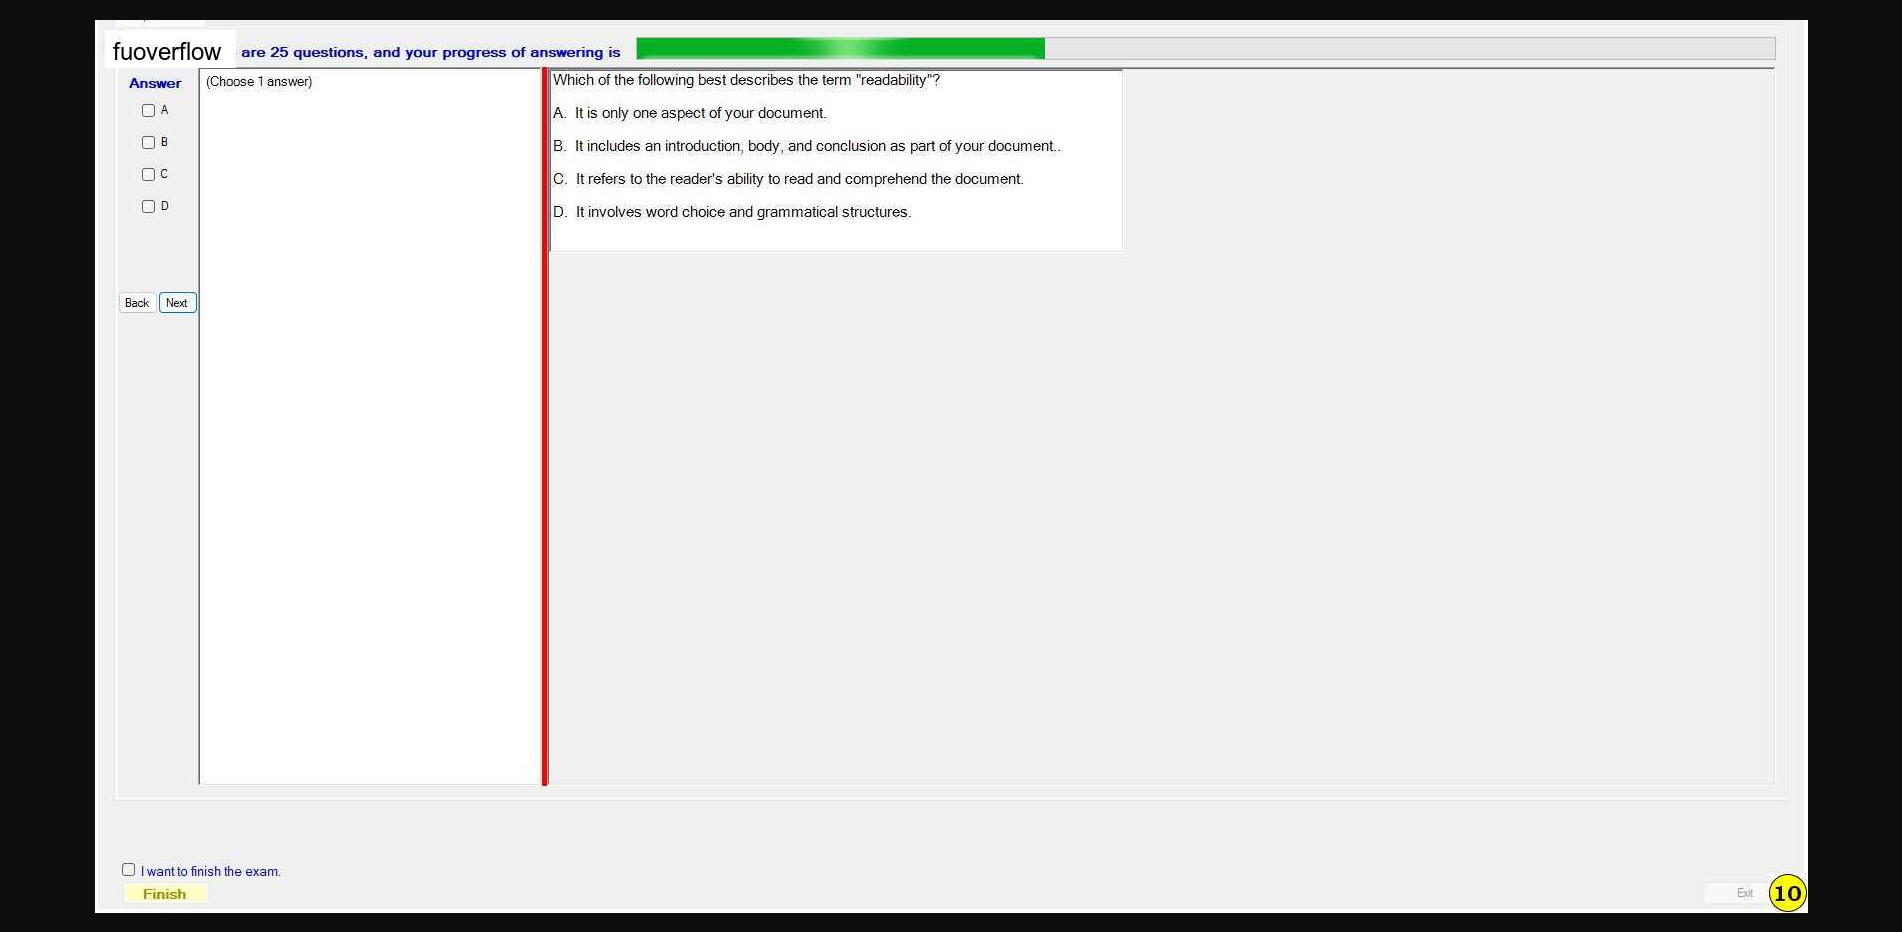 fuoverflow are 25 questions, and your progress of answering is
Answer
(Choose 1 answer)
A
B
C
D
Back Next
Which of the following best describes the term "readability"?
A. It is only one aspect of your document.
B. It includes an introduction, body, and conclusion as part of your document..
C. It refers to the reader's ability to read and comprehend the document.
D. It involves word choice and grammatical structures.
I want to finish the exam.
Finish
Exit
10